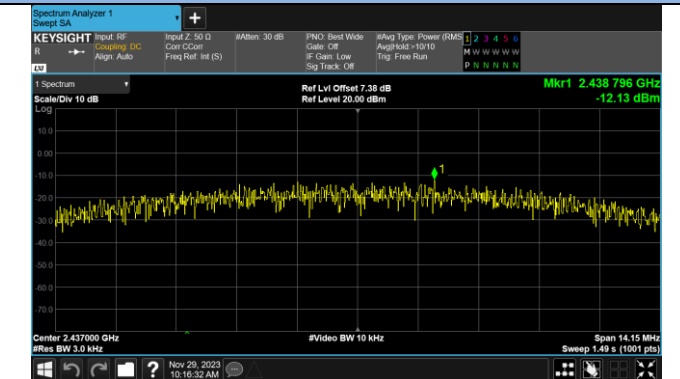 Spectrum Analyzer 1
Swept SA
+
KEYSIGHT Input: RF Input Z: 50 Ω #Atten: 30 dB PNO: Best Wide #Avg Type: Power (RMS 1 2 3 4 5 6
R Coupling: DC Corr CCorr Gate: Off Avg|Hold:>10/10 M W W W W W
Align: Auto Freq Ref: Int (S) IF Gain: Low Trig: Free Run
LXI Sig Track: Off P N N N N N
1 Spectrum Ref Lvl Offset 7.38 dB Mkr1 2.438 796 GHz
Scale/Div 10 dB Ref Level 20.00 dBm -12.13 dBm
Log
10.0
0.00
1
-10.0
-20.0
-30.0
-40.0
-50.0
-60.0
-70.0
Center 2.437000 GHz #Video BW 10 kHz Span 14.15 MHz
#Res BW 3.0 kHz Sweep 1.49 s (1001 pts)
? Nov 29, 2023
10:16:32 AM